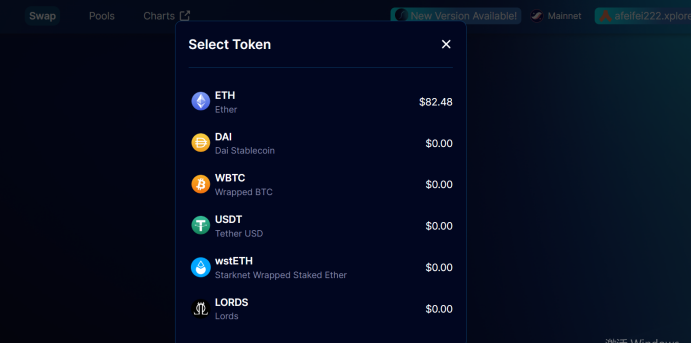 Swap
Pools
Charts
New Version Available!
Mainnet
afeifei222.xplore
Select Token
ETH
$82.48
Ether
DAI
$0.00
Dai Stablecoin
WBTC
$0.00
Wrapped BTC
USDT
$0.00
Tether USD
wstETH
$0.00
Starknet Wrapped Staked Ether
LORDS
$0.00
Lords
激活 Windows